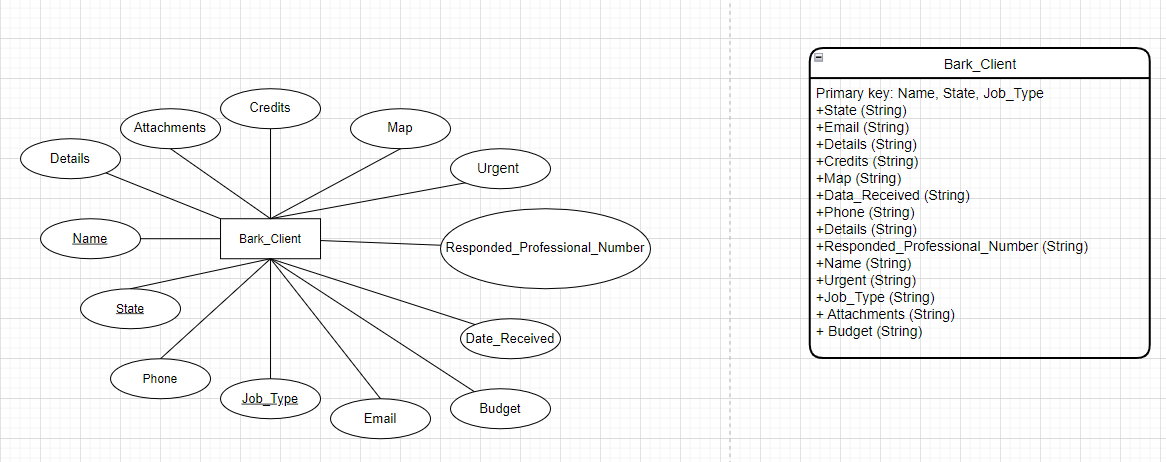 Credits
Attachments
Map
Details
Urgent
Name
Bark_Client
Responded_Professional_Number
State
Date_Received
Phone
Job_Type
Email
Budget
Bark_Client
Primary key: Name, State, Job_Type
+State (String)
+Email (String)
+Details (String)
+Credits (String)
+Map (String)
+Data_Received (String)
+Phone (String)
+Details (String)
+Responded_Professional_Number (String)
+Name (String)
+Urgent (String)
+Job_Type (String)
+ Attachments (String)
+ Budget (String)